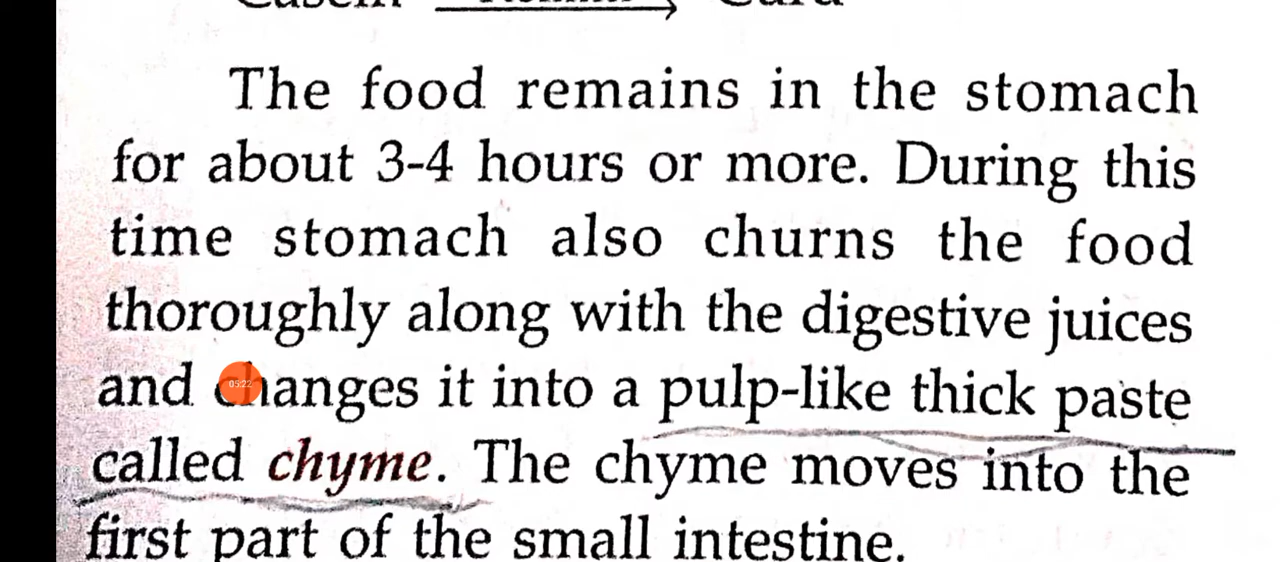 The food remains in the stomach
for about 3-4 hours or more. During this
time stomach also churns the food
thoroughly along with the digestive juices
and changes it into a pulp-like thick paste
05:22
called chyme. The chyme moves into the
first part of the small intestine.